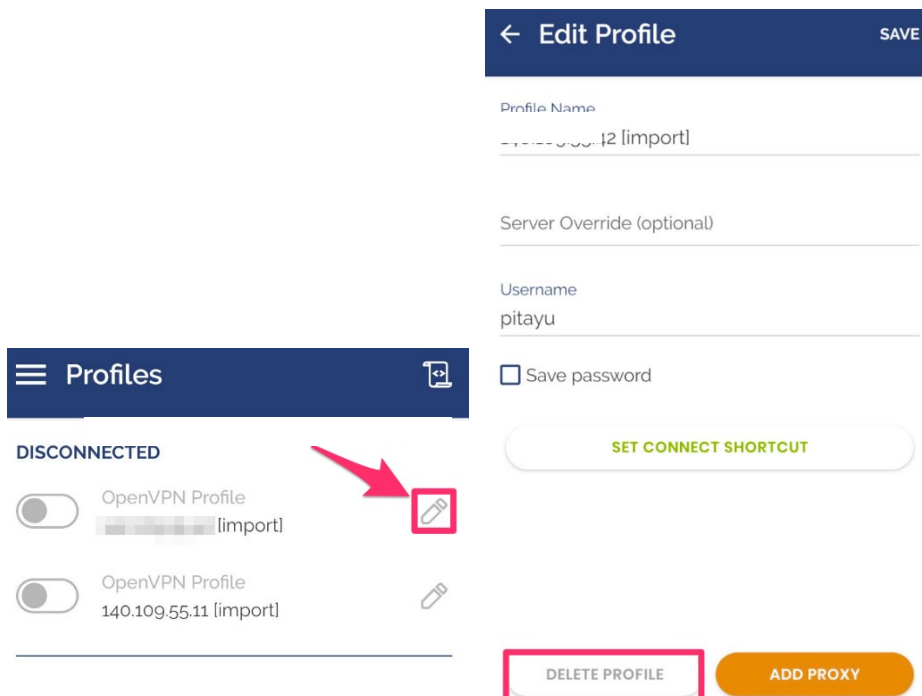 Profiles
DISCONNECTED
OpenVPN Profile
[import]
OpenVPN Profile
140.109.55.11 [import]
Edit Profile
SAVE
Profile Name
[import]
Server Override (optional)
Username
pitayu
Save password
SET CONNECT SHORTCUT
DELETE PROFILE
ADD PROXY